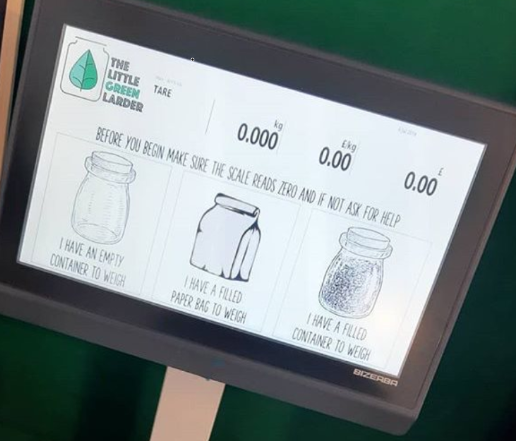 THE
LITTLE
GREEN
LARDER
TARE
kg
0.000
£/kg
0.00
£
0.00
BEFORE YOU BEGIN MAKE SURE THE SCALE READS ZERO AND IF NOT ASK FOR HELP
I HAVE AN EMPTY
CONTAINER TO WEIGH
I HAVE A FILLED
PAPER BAG TO WEIGH
I HAVE A FILLED
CONTAINER TO WEIGH
BIZERBA